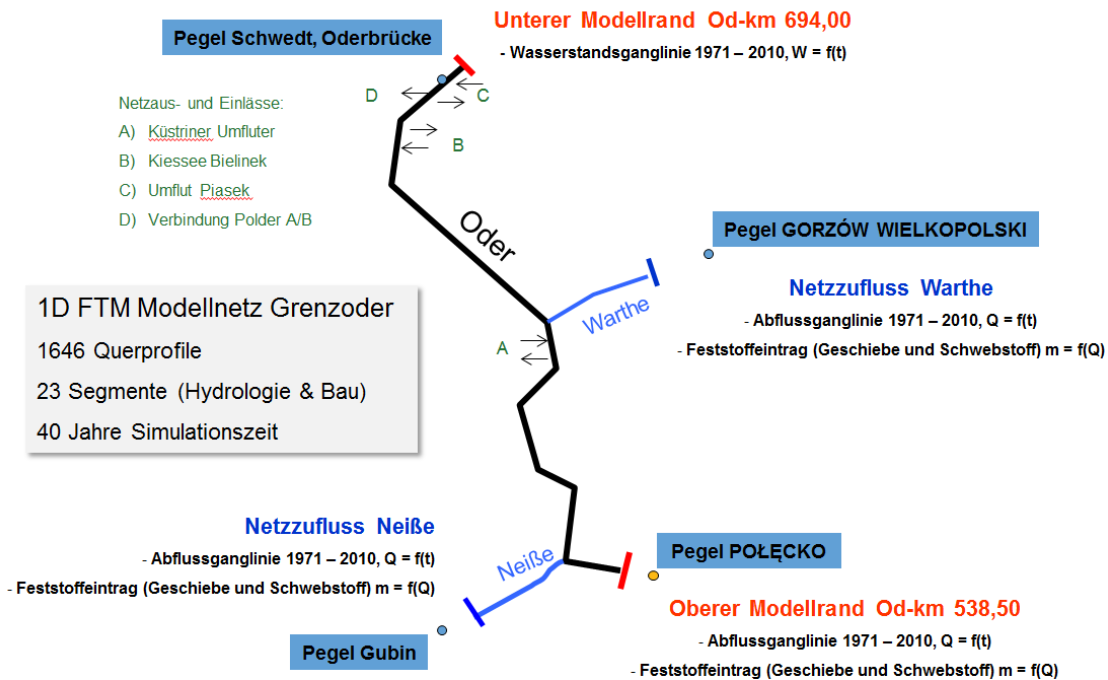 Unterer Modellrand Od-km 694,00
- Wasserstandsganglinie 1971 – 2010, W = f(t)
Pegel Schwedt, Oderbrücke
Netzaus- und Einlässe:
A) Küstriner Umfluter
B) Kiessee Bielinek
C) Umflut Piasek
D) Verbindung Polder A/B
D
C
B
Oder
Pegel GORZÓW WIELKOPOLSKI
Netzzufluss Warthe
- Abflussganglinie 1971 – 2010, Q = f(t)
- Feststoffeintrag (Geschiebe und Schwebstoff) m = f(Q)
Warthe
A
1D FTM Modellnetz Grenzoder
1646 Querprofile
23 Segmente (Hydrologie & Bau)
40 Jahre Simulationszeit
Netzzufluss Neiße
- Abflussganglinie 1971 – 2010, Q = f(t)
- Feststoffeintrag (Geschiebe und Schwebstoff) m = f(Q)
Neiße
Pegel Gubin
Pegel POŁĘCKO
Oberer Modellrand Od-km 538,50
- Abflussganglinie 1971 – 2010, Q = f(t)
- Feststoffeintrag (Geschiebe und Schwebstoff) m = f(Q)